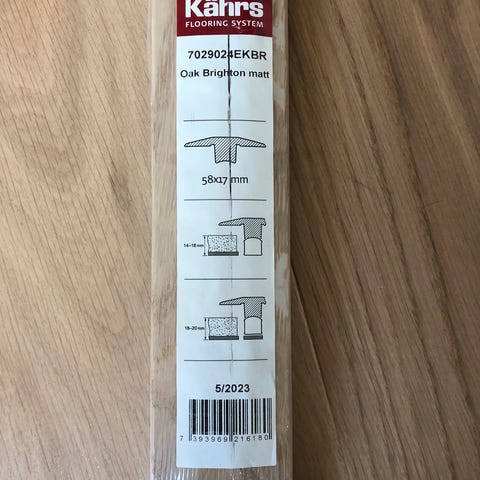 Kährs
FLOORING SYSTEM
7029024EKBR
Oak Brighton matt
58x17 mm
14–18mm
18–20mm
5/2023
7 393969 216180